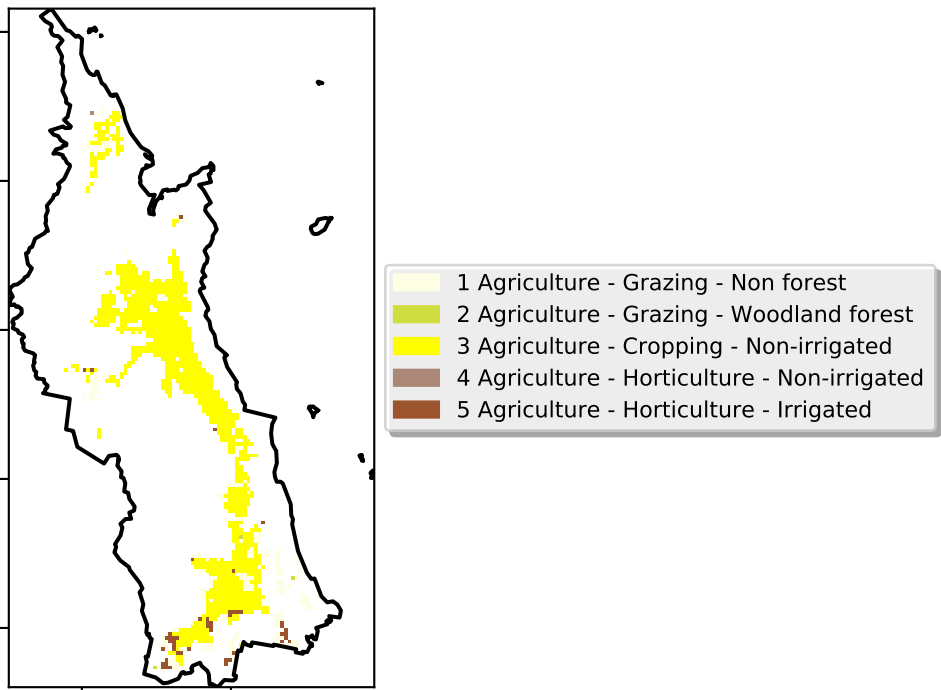 1 Agriculture - Grazing - Non forest
2 Agriculture - Grazing - Woodland forest
3 Agriculture - Cropping - Non-irrigated
4 Agriculture - Horticulture - Non-irrigated
5 Agriculture - Horticulture - Irrigated